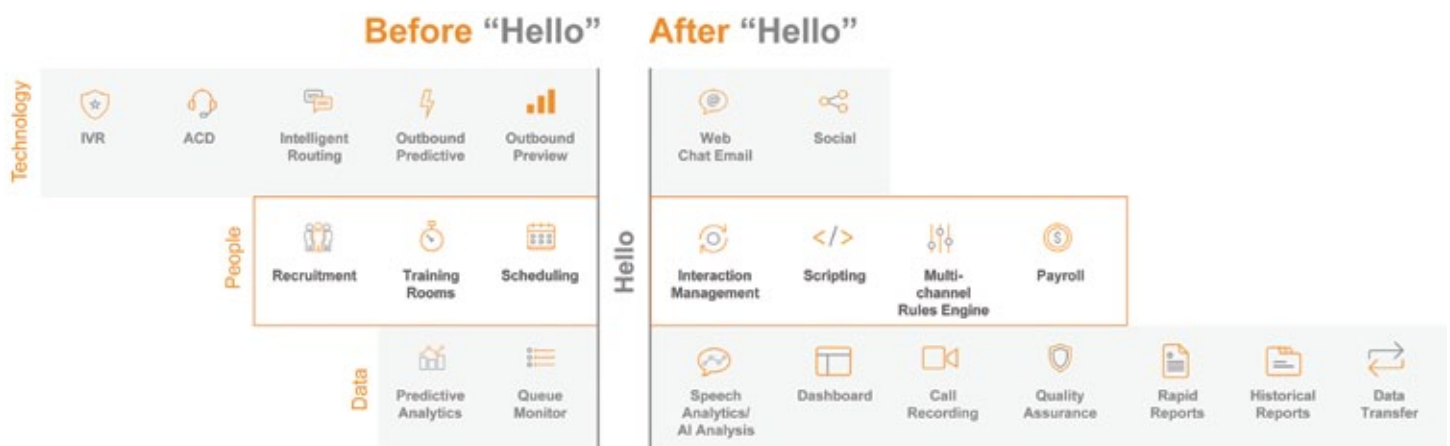 Before “Hello”
After “Hello”
Technology
IVR
ACD
Intelligent
Routing
Outbound
Predictive
Outbound
Preview
Web
Chat Email
Social
People
Recruitment
Training
Rooms
Scheduling
Hello
Interaction
Management
Scripting
</>
Multi-
channel
Rules Engine
Payroll
$
Data
Predictive
Analytics
Queue
Monitor
Speech
Analytics/
AI Analysis
Dashboard
Call
Recording
Quality
Assurance
Rapid
Reports
Historical
Reports
Data
Transfer